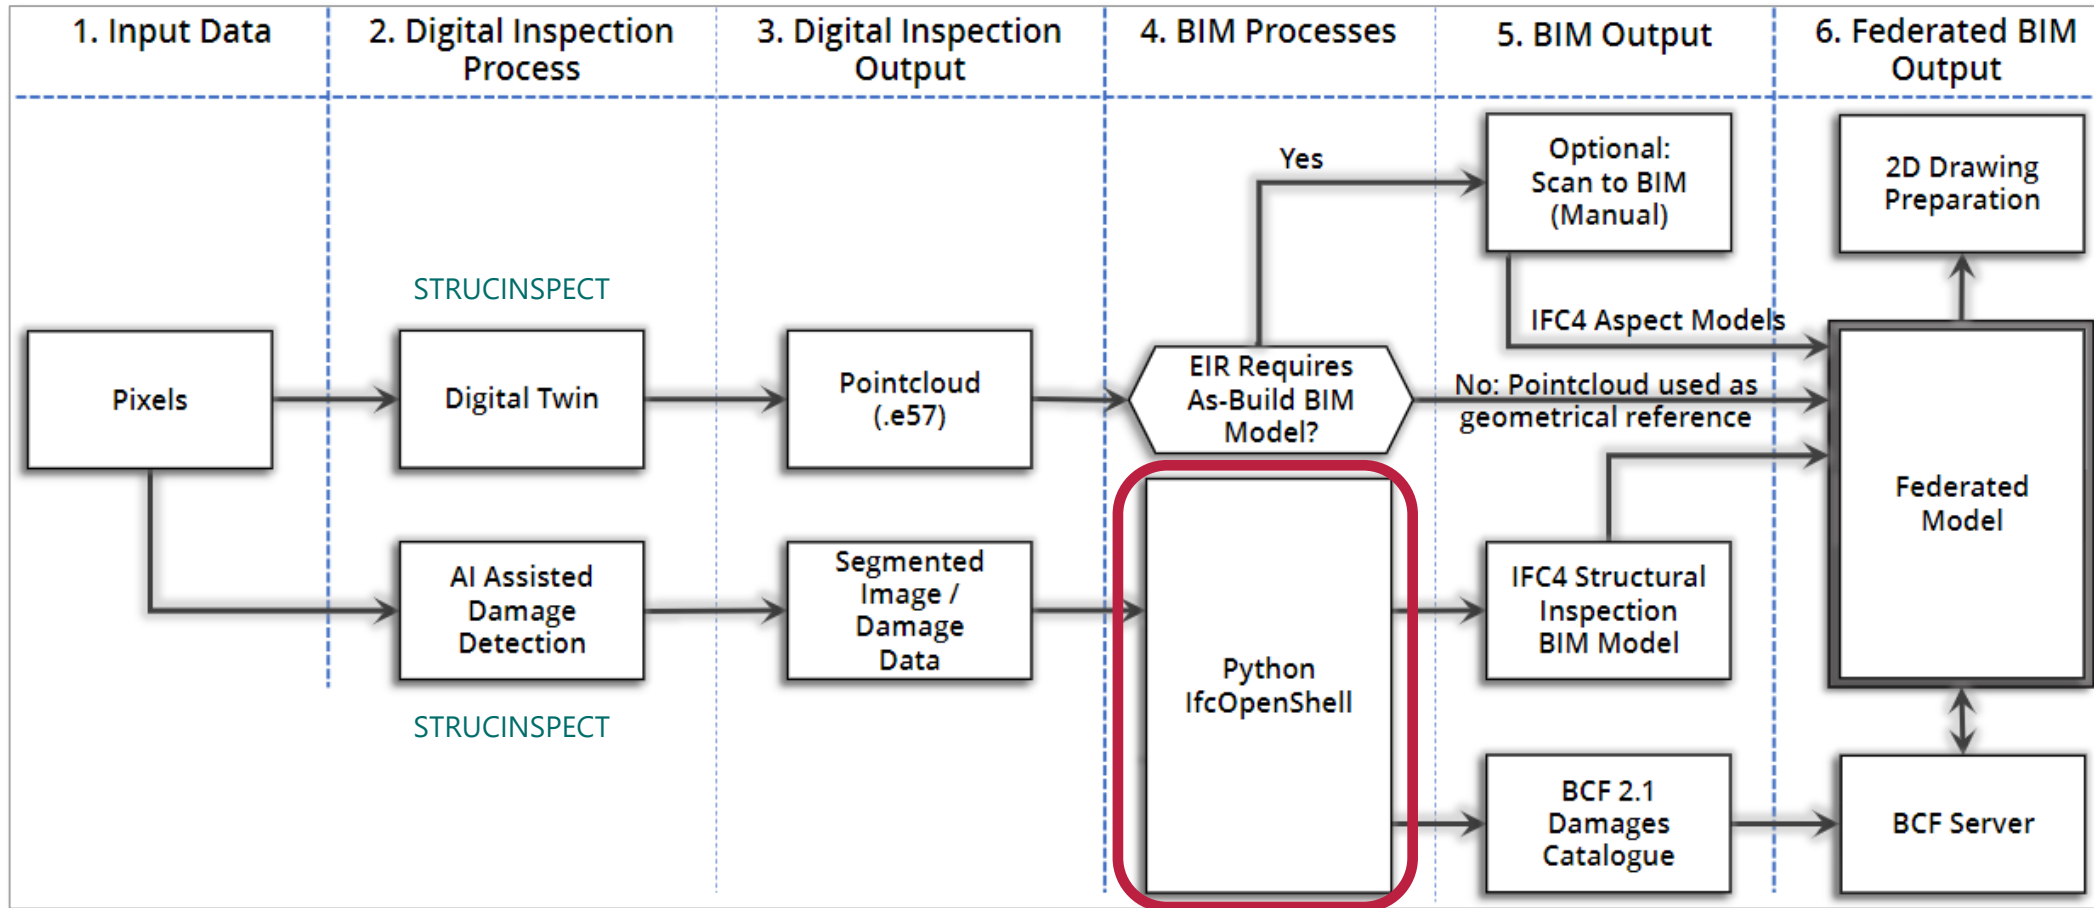 1. Input Data
2. Digital Inspection
Process
3. Digital Inspection
Output
4. BIM Processes
5. BIM Output
6. Federated BIM
Output
Yes
Optional:
Scan to BIM
(Manual)
2D Drawing
Preparation
STRUCINSPECT
IFC4 Aspect Models
Pixels
Digital Twin
Pointcloud
(.e57)
EIR Requires
As-Build BIM
Model?
No: Pointcloud used as
geometrical reference
Federated
Model
AI Assisted
Damage
Detection
Segmented
Image /
Damage
Data
Python
IfcOpenShell
IFC4 Structural
Inspection
BIM Model
STRUCINSPECT
BCF 2.1
Damages
Catalogue
BCF Server